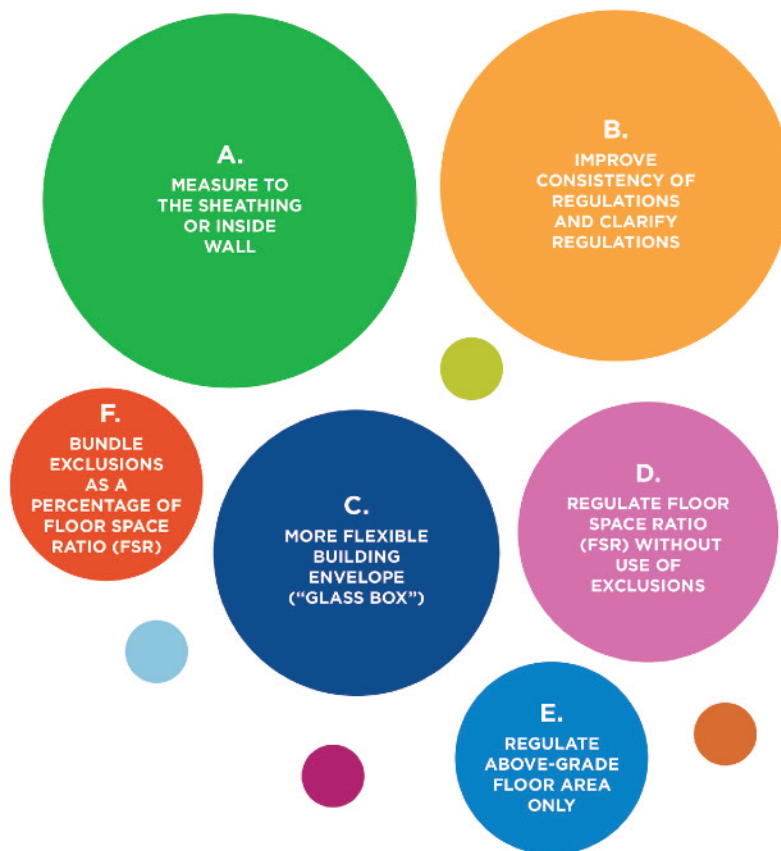 A.
MEASURE TO
THE SHEATHING
OR INSIDE
WALL
B.
IMPROVE
CONSISTENCY OF
REGULATIONS
AND CLARIFY
REGULATIONS
F.
BUNDLE
EXCLUSIONS
AS A
PERCENTAGE OF
FLOOR SPACE
RATIO (FSR)
C.
MORE FLEXIBLE
BUILDING
ENVELOPE
(“GLASS BOX”)
D.
REGULATE FLOOR
SPACE RATIO
(FSR) WITHOUT
USE OF
EXCLUSIONS
E.
REGULATE
ABOVE-GRADE
FLOOR AREA
ONLY